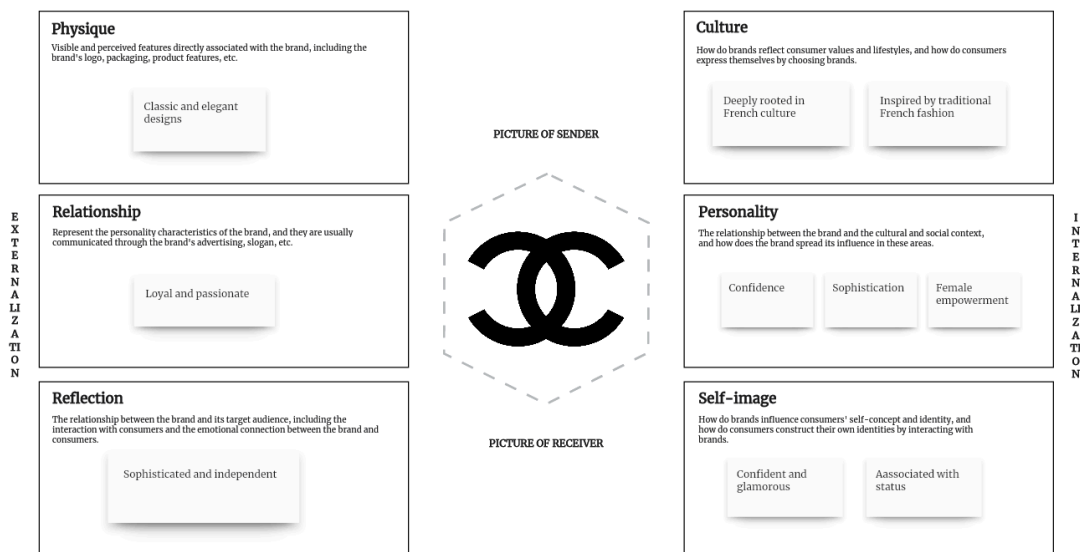 Physique
Visible and perceived features directly associated with the brand, including the
brand's logo, packaging, product features, etc.
Classic and elegant
designs
Relationship
Represent the personality characteristics of the brand, and they are usually
communicated through the brand's advertising, slogan, etc.
Loyal and passionate
Reflection
The relationship between the brand and its target audience, including the
interaction with consumers and the emotional connection between the brand and
consumers.
Sophisticated and independent
EXTERNALIZATION
PICTURE OF SENDER
PICTURE OF RECEIVER
Culture
How do brands reflect consumer values and lifestyles, and how do consumers
express themselves by choosing brands.
Deeply rooted in
French culture
Inspired by traditional
French fashion
Personality
The relationship between the brand and the cultural and social context,
and how does the brand spread its influence in these areas.
Confidence
Sophistication
Female
empowerment
Self-image
How do brands influence consumers' self-concept and identity, and
how do consumers construct their own identities by interacting with
brands.
Confident and
glamorous
Aassociated with
status
INTERNALIZATION